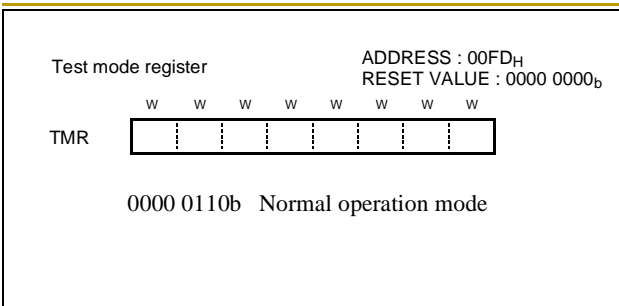 Test mode register
ADDRESS : 00FDH
RESET VALUE : 0000 0000b
W W W W W W W W
TMR
0000 0110b Normal operation mode